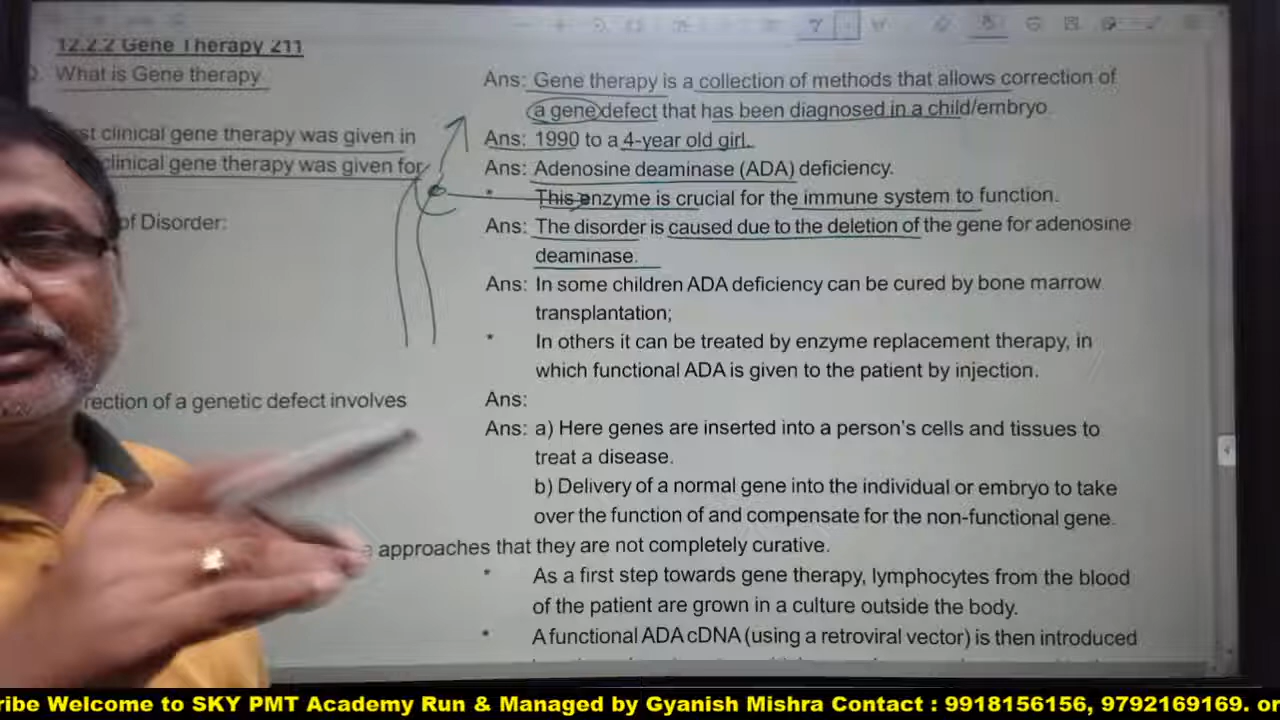 12.2.2 Gene Therapy 211
What is Gene therapy
Ans: Gene therapy is a collection of methods that allows correction of
a gene defect that has been diagnosed in a child/embryo.
st clinical gene therapy was given in
Ans: 1990 to a 4-year old girl.
clinical gene therapy was given for
Ans: Adenosine deaminase (ADA) deficiency.
* This enzyme is crucial for the immune system to function.
of Disorder:
Ans: The disorder is caused due to the deletion of the gene for adenosine
deaminase.
Ans: In some children ADA deficiency can be cured by bone marrow
transplantation;
* In others it can be treated by enzyme replacement therapy, in
which functional ADA is given to the patient by injection.
rection of a genetic defect involves
Ans:
Ans: a) Here genes are inserted into a person's cells and tissues to
treat a disease.
b) Delivery of a normal gene into the individual or embryo to take
over the function of and compensate for the non-functional gene.
approaches that they are not completely curative.
* As a first step towards gene therapy, lymphocytes from the blood
of the patient are grown in a culture outside the body.
* A functional ADA cDNA (using a retroviral vector) is then introduced
ribe Welcome to SKY PMT Academy Run & Managed by Gyanish Mishra Contact : 9918156156, 9792169169. or